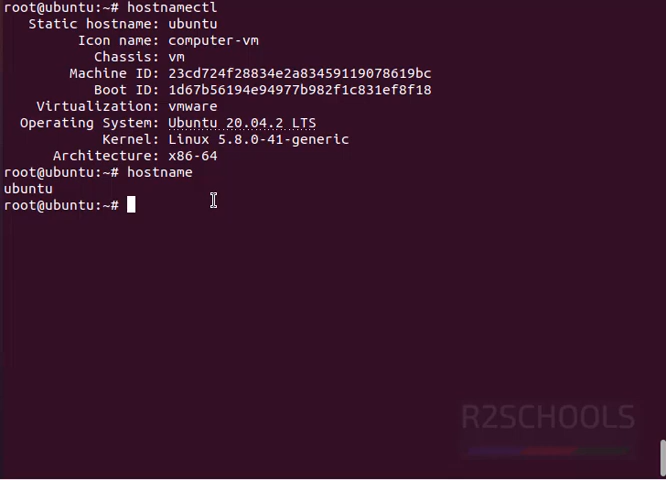 root@ubuntu:~# hostnamectl
Static hostname: ubuntu
Icon name: computer-vm
Chassis: vm
Machine ID: 23cd724f28834e2a83459119078619bc
Boot ID: 1d67b56194e94977b982f1c831ef8f18
Virtualization: vmware
Operating System: Ubuntu 20.04.2 LTS
Kernel: Linux 5.8.0-41-generic
Architecture: x86-64
root@ubuntu:~# hostname
ubuntu
root@ubuntu:~#
R2SCHOOLS